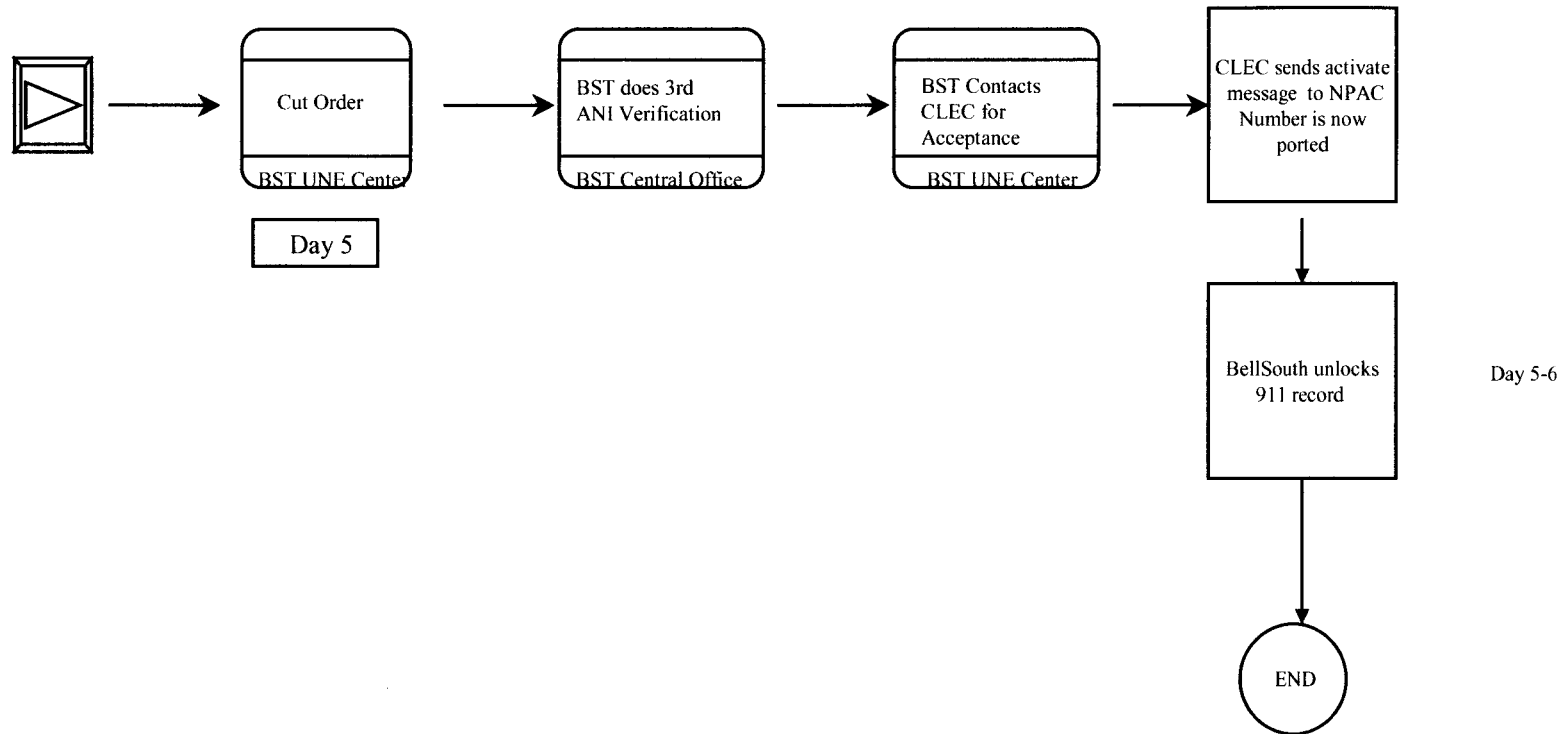 Cut Order
BST UNE Center
Day 5
BST does 3rd
ANI Verification
BST Central Office
BST Contacts
CLEC for
Acceptance
BST UNE Center
CLEC sends activate
message to NPAC
Number is now
ported
BellSouth unlocks
911 record
Day 5-6
END